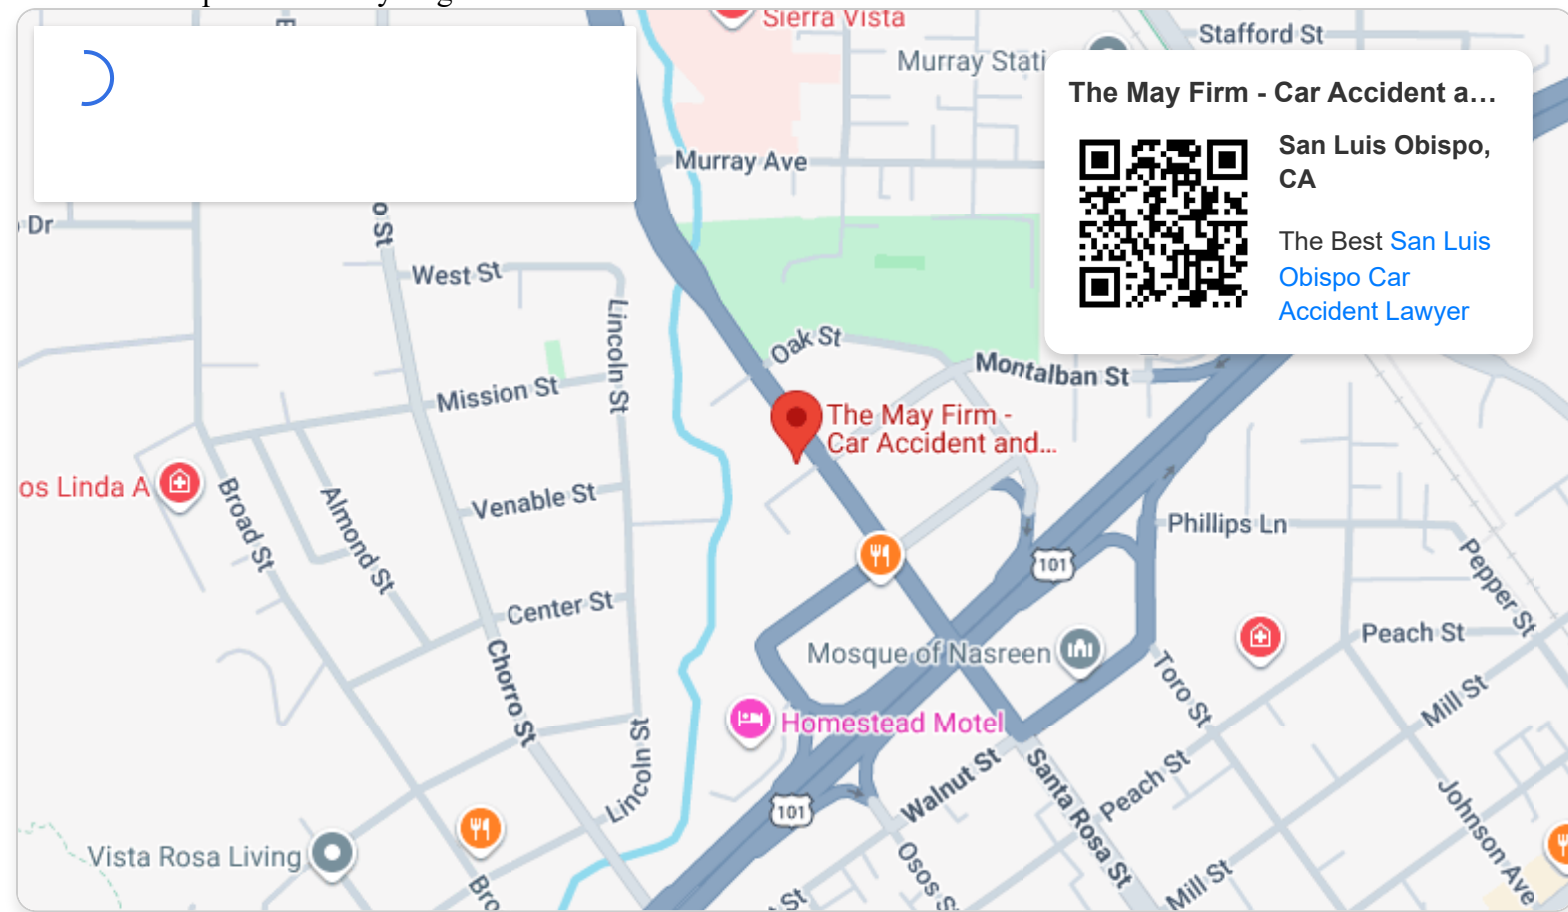 Sierra Vista
Stafford St
Murray Stati
The May Firm - Car Accident a...
San Luis Obispo,
CA
The Best San Luis
Obispo Car
Accident Lawyer
Murray Ave
o St
Dr
West St
Lincoln St
Oak St
Montalban St
Mission St
The May Firm -
Car Accident and...
os Linda A
Broad St
Almond St
Venable St
Phillips Ln
101
Pepper St
Center St
Peach St
Chorro St
Mosque of Nasreen
Toro St
Mill St
Homestead Motel
Lincoln St
Walnut St
Santa Rosa St
Peach St
101
Johnson Ave
Vista Rosa Living
Osos S
Mill St
Bro
St